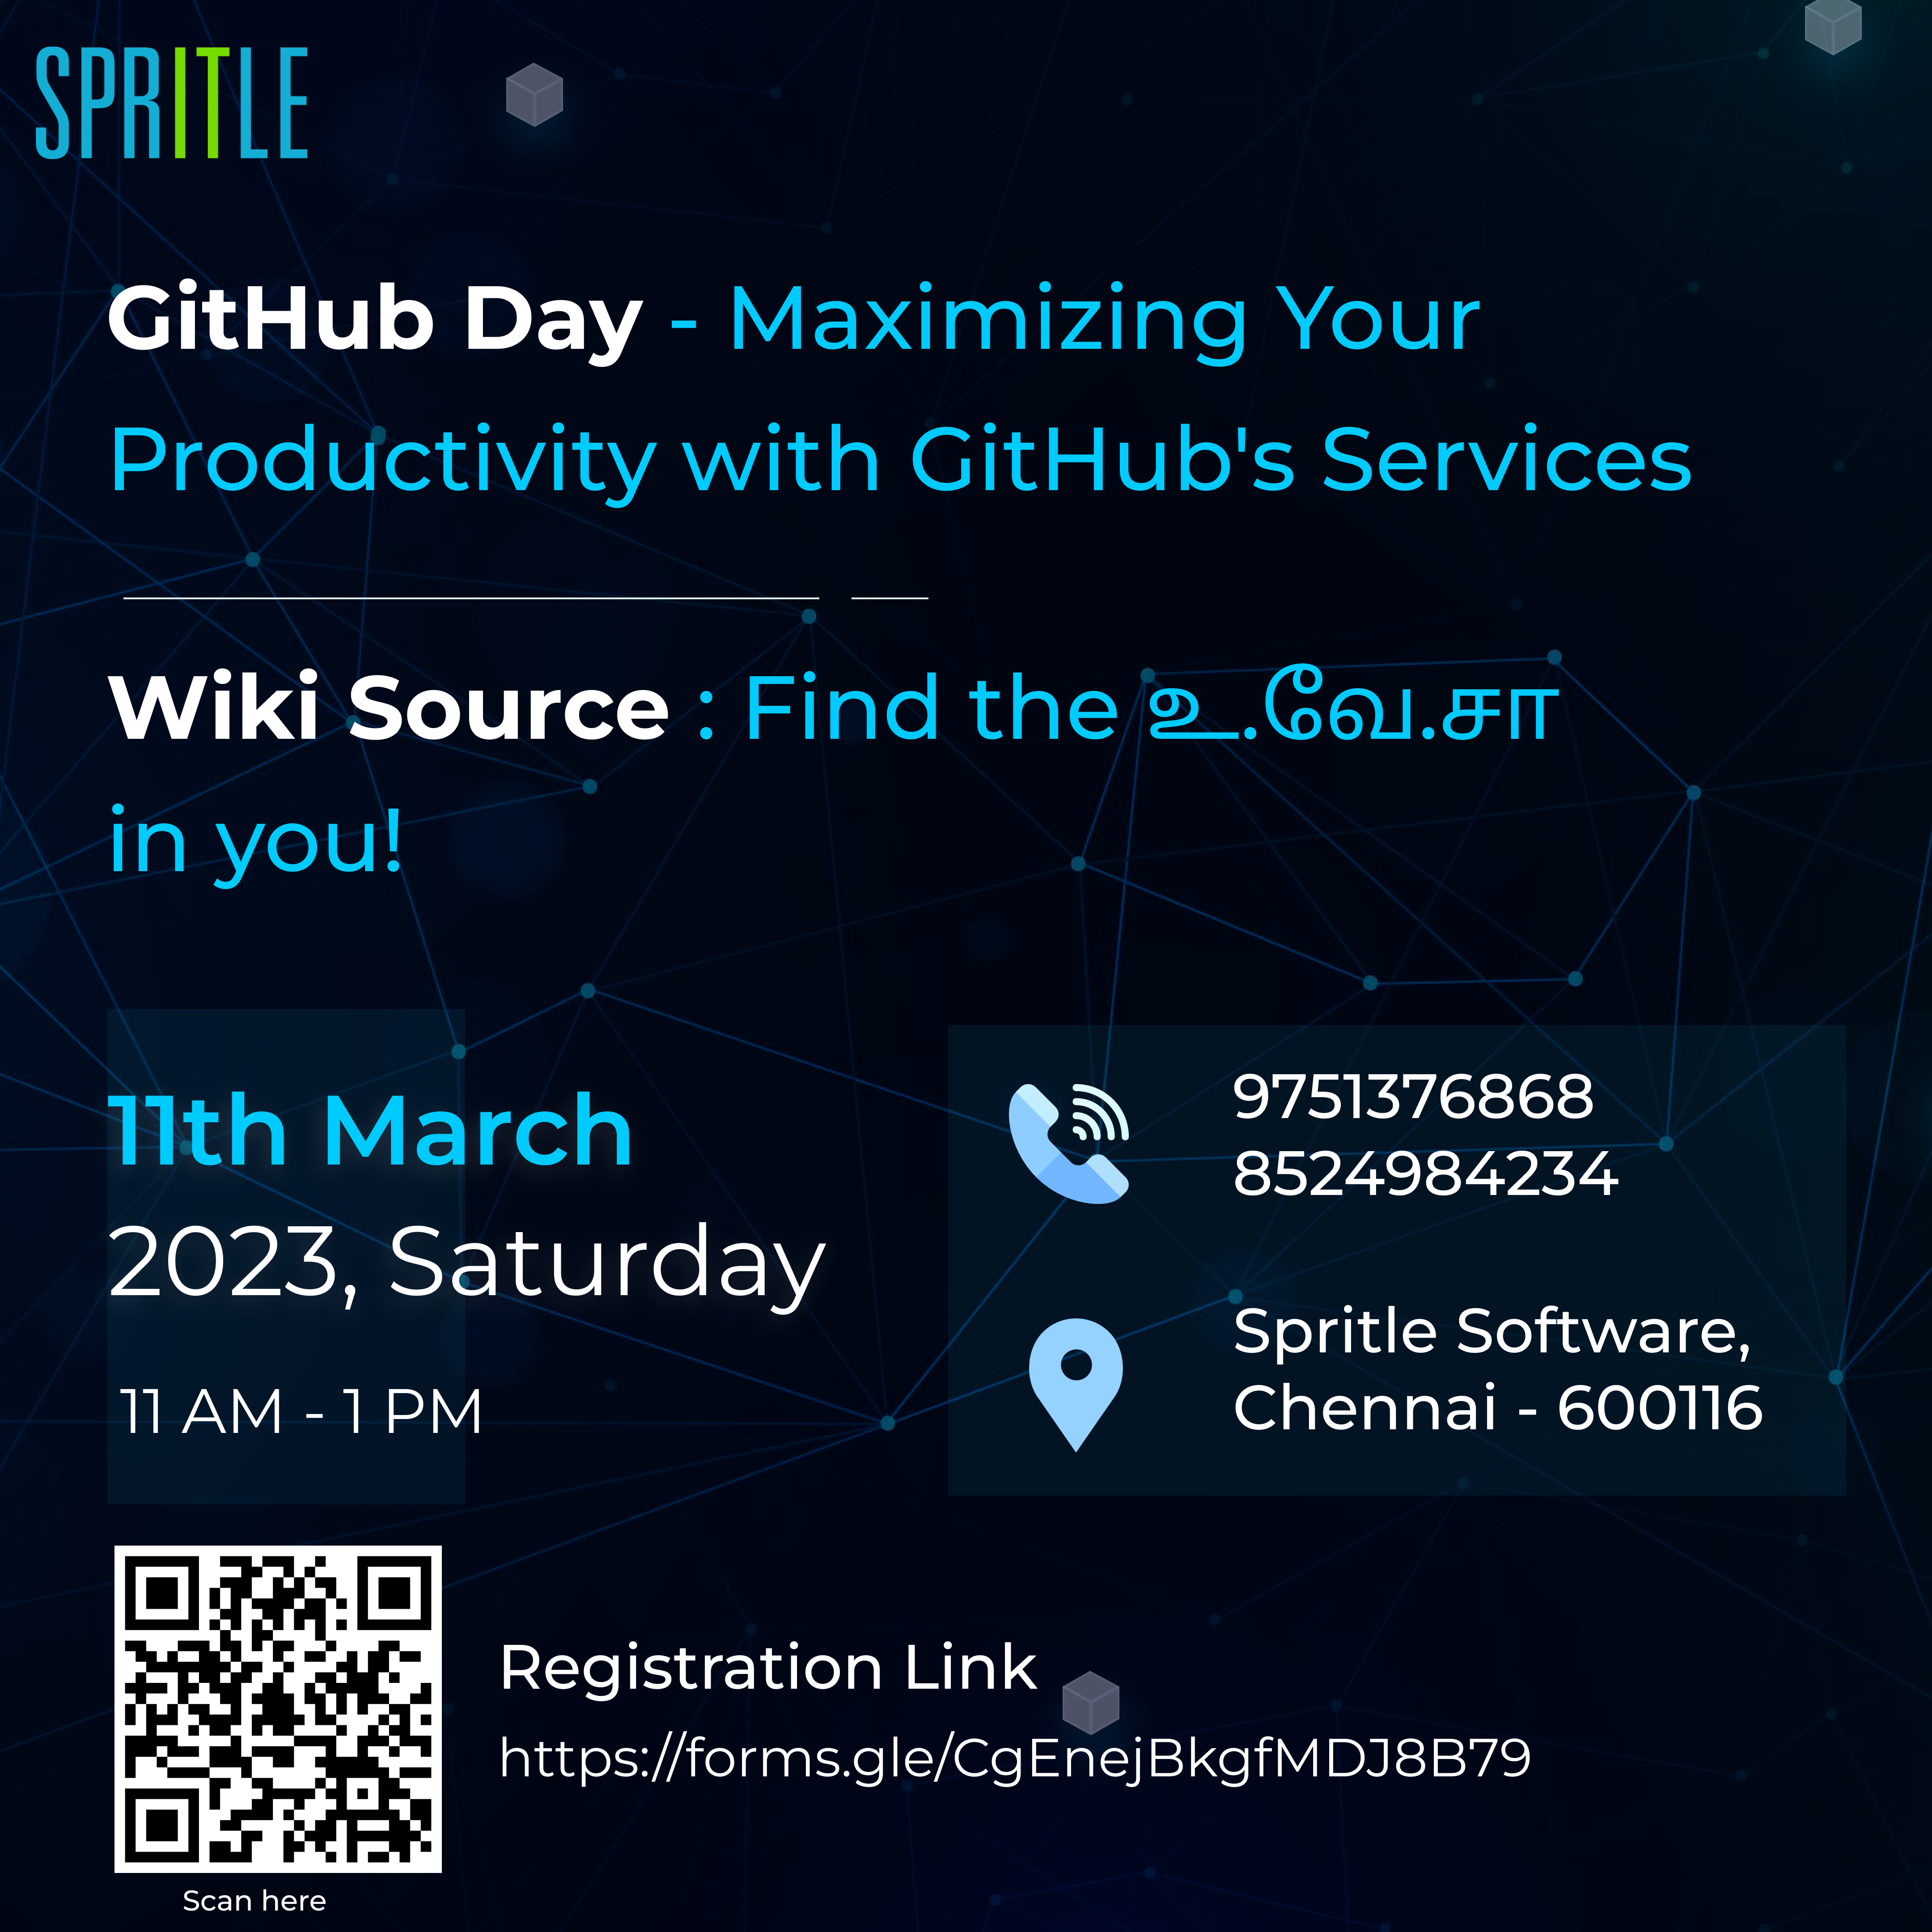 SPRITLE
GitHub Day - Maximizing Your
Productivity with GitHub's Services
Wiki Source : Find the உ.வே.சா
in you!
11th March
2023, Saturday
11 AM - 1 PM
9751376868
8524984234
Spritle Software,
Chennai - 600116
Registration Link
https://forms.gle/CgEnejBkgfMDJ8B79
Scan here